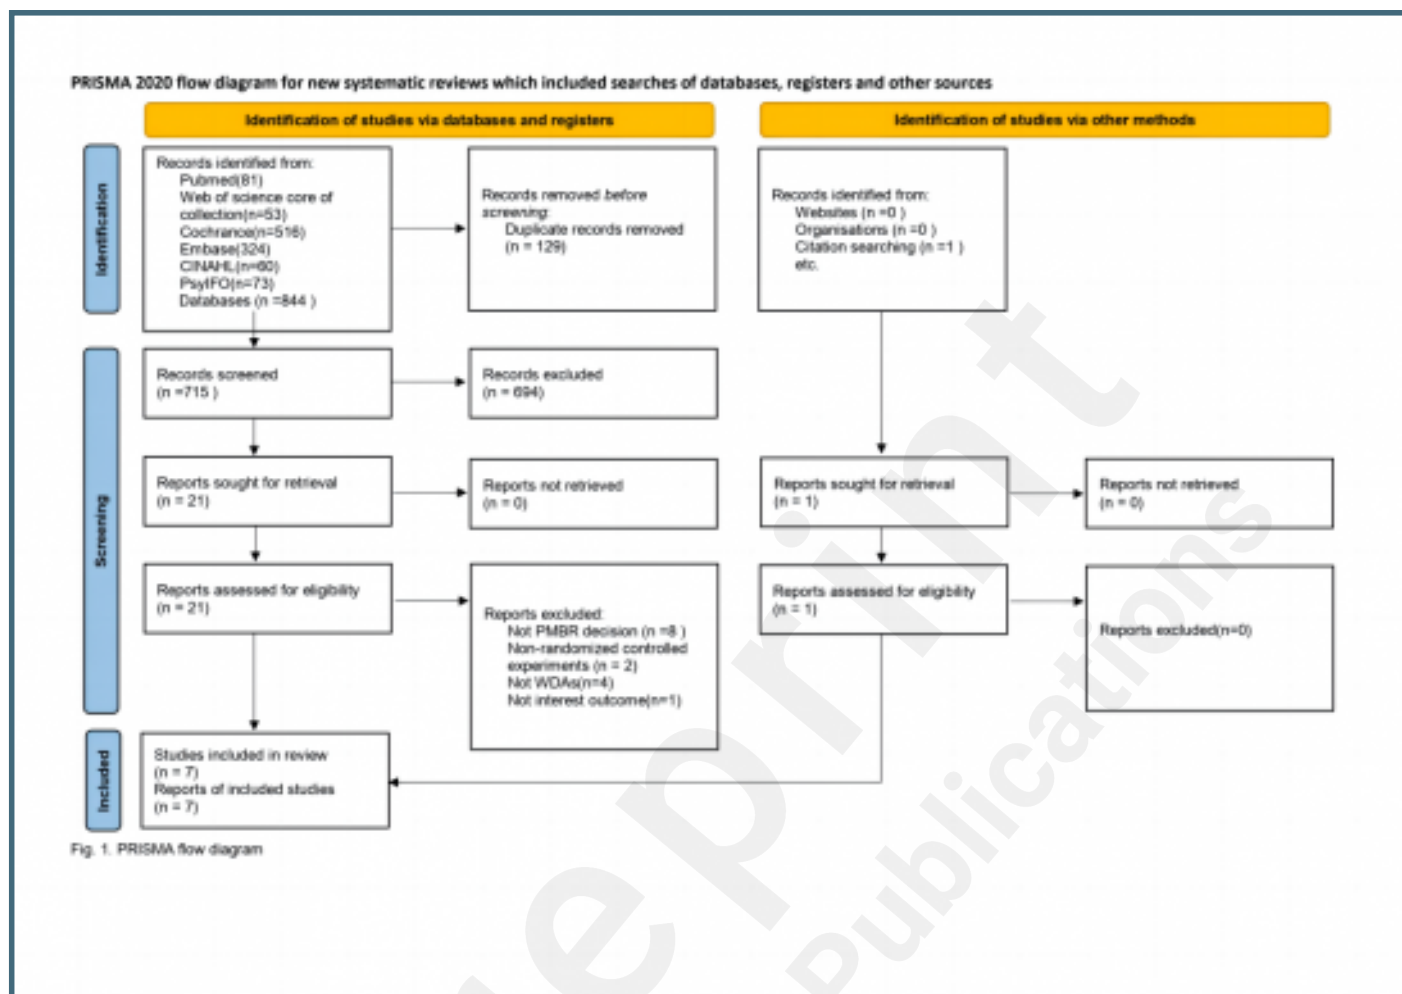 PRISMA 2020 flow diagram for new systematic reviews which included searches of databases, registers and other sources
Identification of studies via databases and registers
Identification of studies via other methods
Identification
Records identified from:
Pubmed(81)
Web of science core of
collection(n=53)
Cochrance(n=516)
Embase(324)
CINAHL(n=60)
PsyIFO(n=73)
Databases (n =844 )
Records removed before
screening:
Duplicate records removed
(n = 129)
Records identified from:
Websites (n =0 )
Organisations (n =0 )
Citation searching (n =1 )
etc.
Screening
Records screened
(n =715 )
Records excluded
(n = 694)
Reports sought for retrieval
(n = 21)
Reports not retrieved
(n = 0)
Reports sought for retrieval
(n = 1)
Reports not retrieved
(n = 0)
Reports assessed for eligibility
(n = 21)
Reports excluded:
Not PMBR decision (n =8 )
Non-randomized controlled
experiments (n = 2)
Not WDAs(n=4)
Not interest outcome(n=1)
Reports assessed for eligibility
(n = 1)
Reports excluded(n=0)
Included
Studies included in review
(n = 7)
Reports of included studies
(n = 7)
Fig. 1. PRISMA flow diagram
eprint
Publications